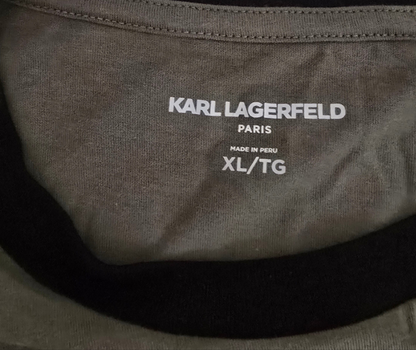 KARL LAGERFELD
PARIS
MADE IN PERU
XL/TG